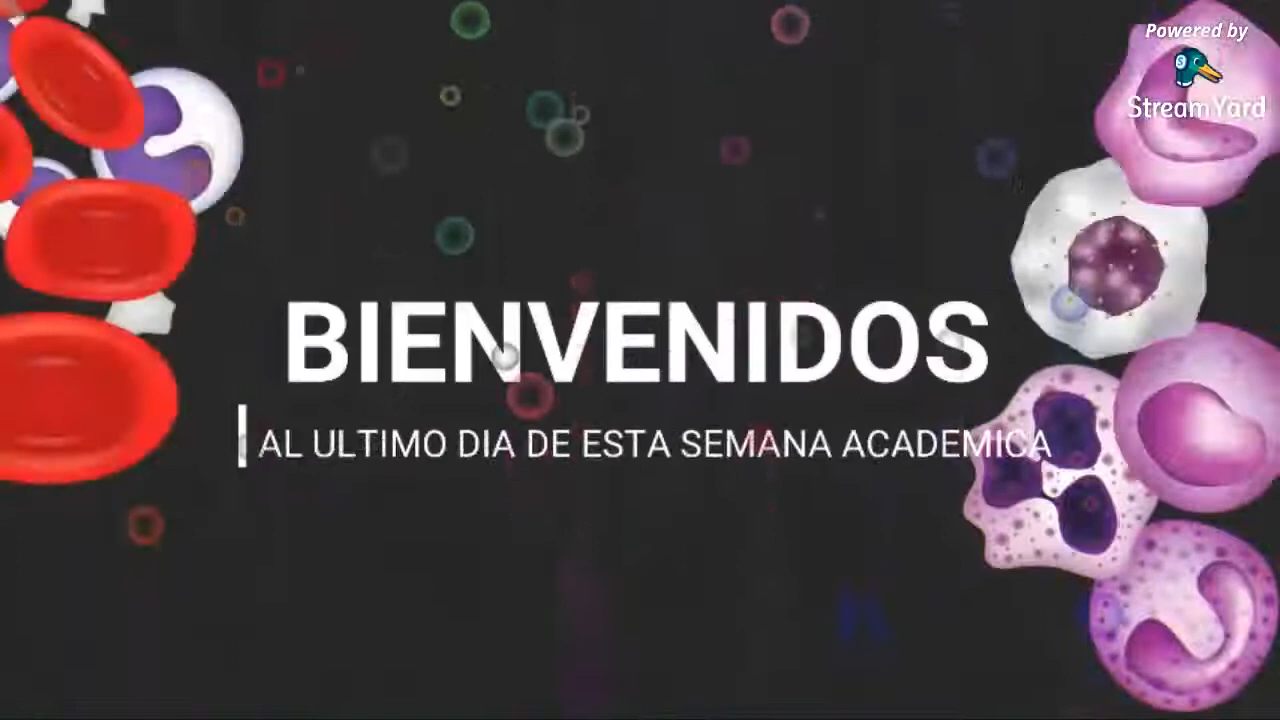 Powered by
StreamYard
BIENVENIDOS
AL ULTIMO DIA DE ESTA SEMANA ACADEMICA